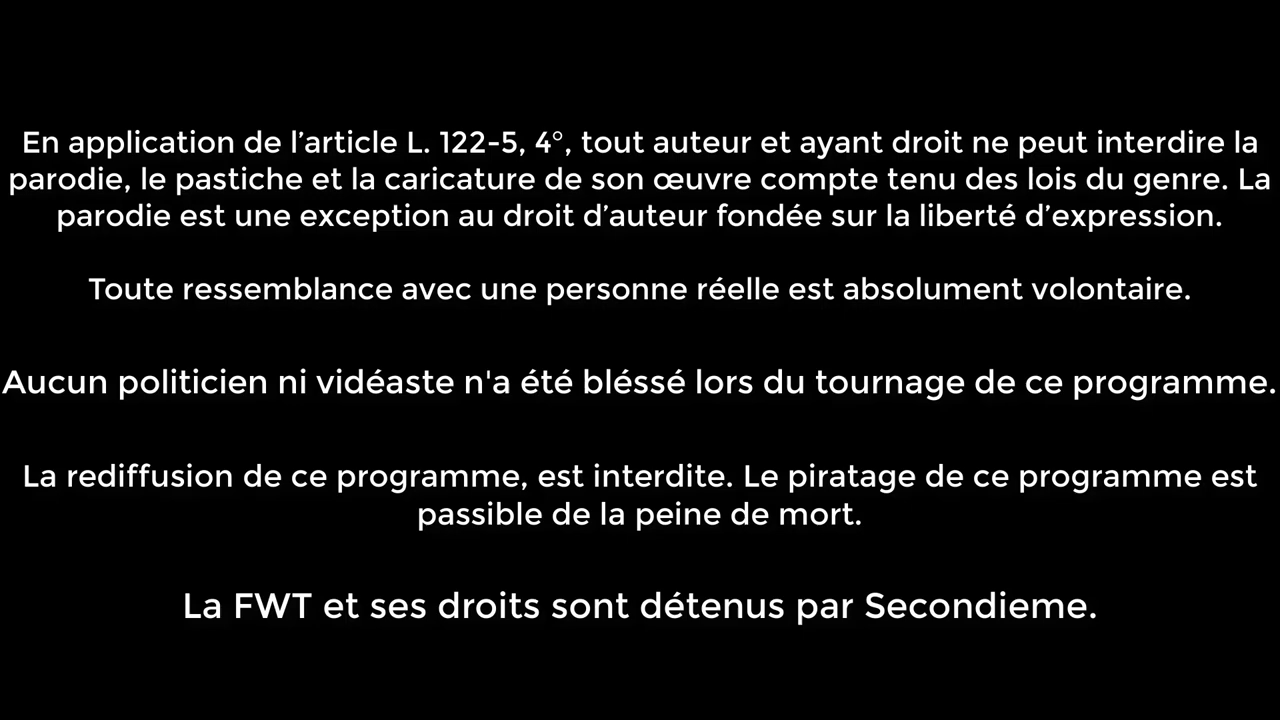 En application de l’article L. 122-5, 4°, tout auteur et ayant droit ne peut interdire la
parodie, le pastiche et la caricature de son œuvre compte tenu des lois du genre. La
parodie est une exception au droit d’auteur fondée sur la liberté d’expression.
Toute ressemblance avec une personne réelle est absolument volontaire.
Aucun politicien ni vidéaste n'a été bléssé lors du tournage de ce programme.
La rediffusion de ce programme, est interdite. Le piratage de ce programme est
passible de la peine de mort.
La FWT et ses droits sont détenus par Secondieme.